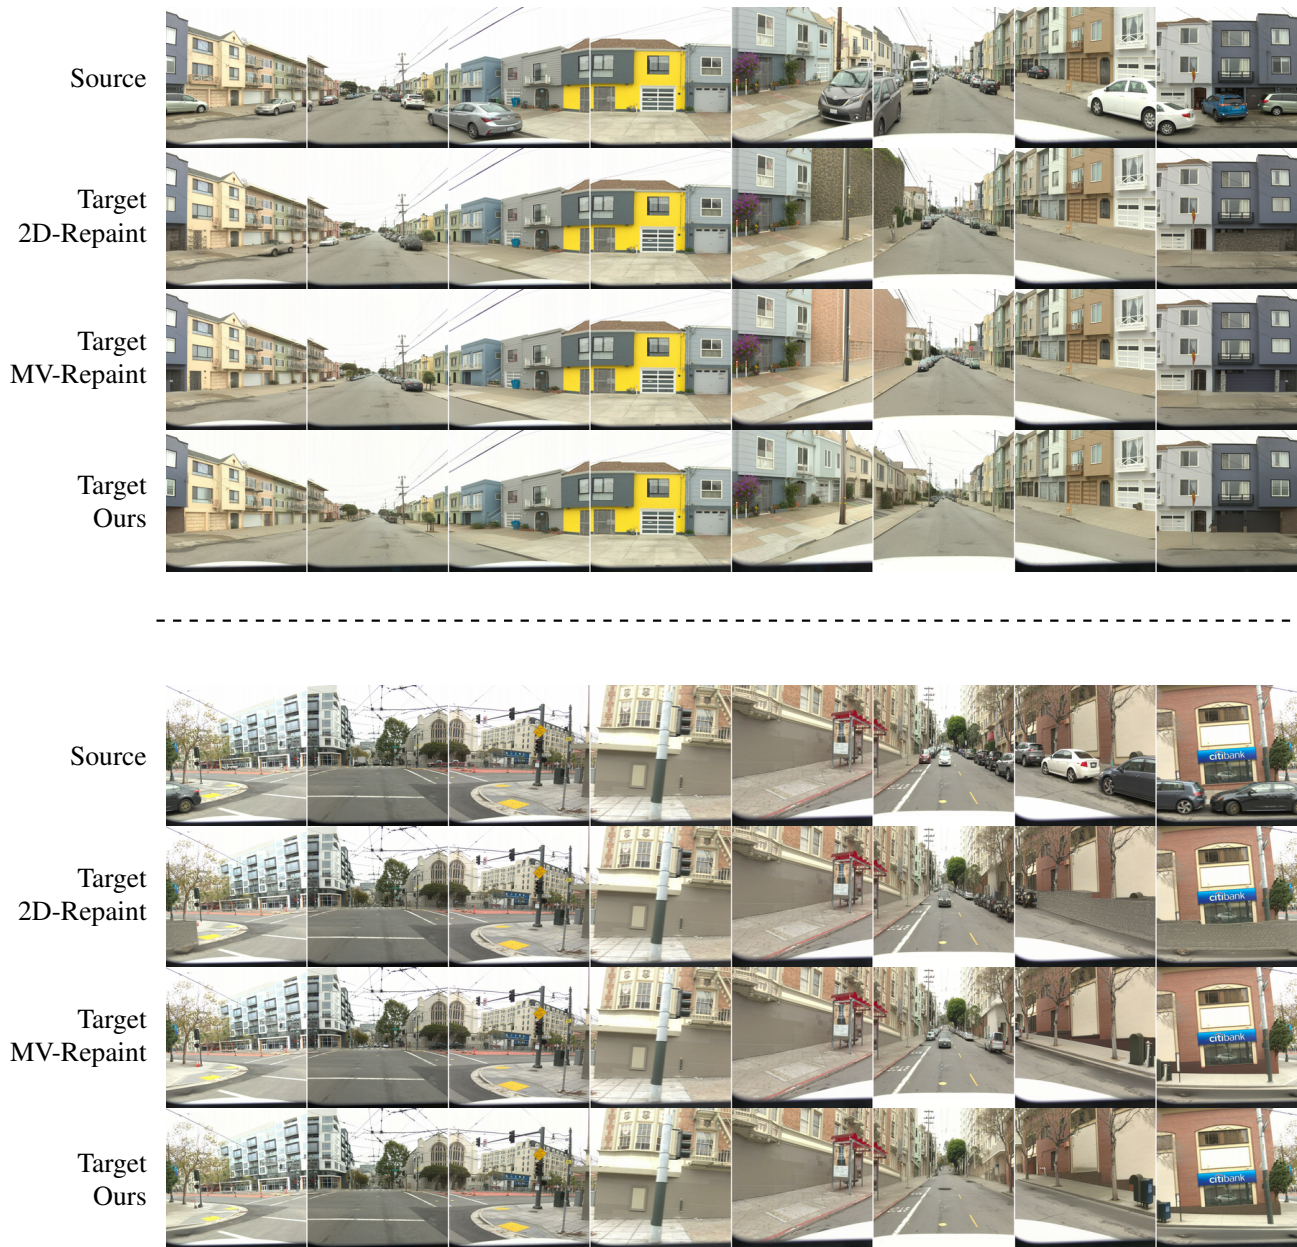 Source
Target
2D-Repaint
Target
MV-Repaint
Target
Ours
Source
citibank
Target
2D-Repaint
citibank
Target
MV-Repaint
citibank
Target
Ours
citibank